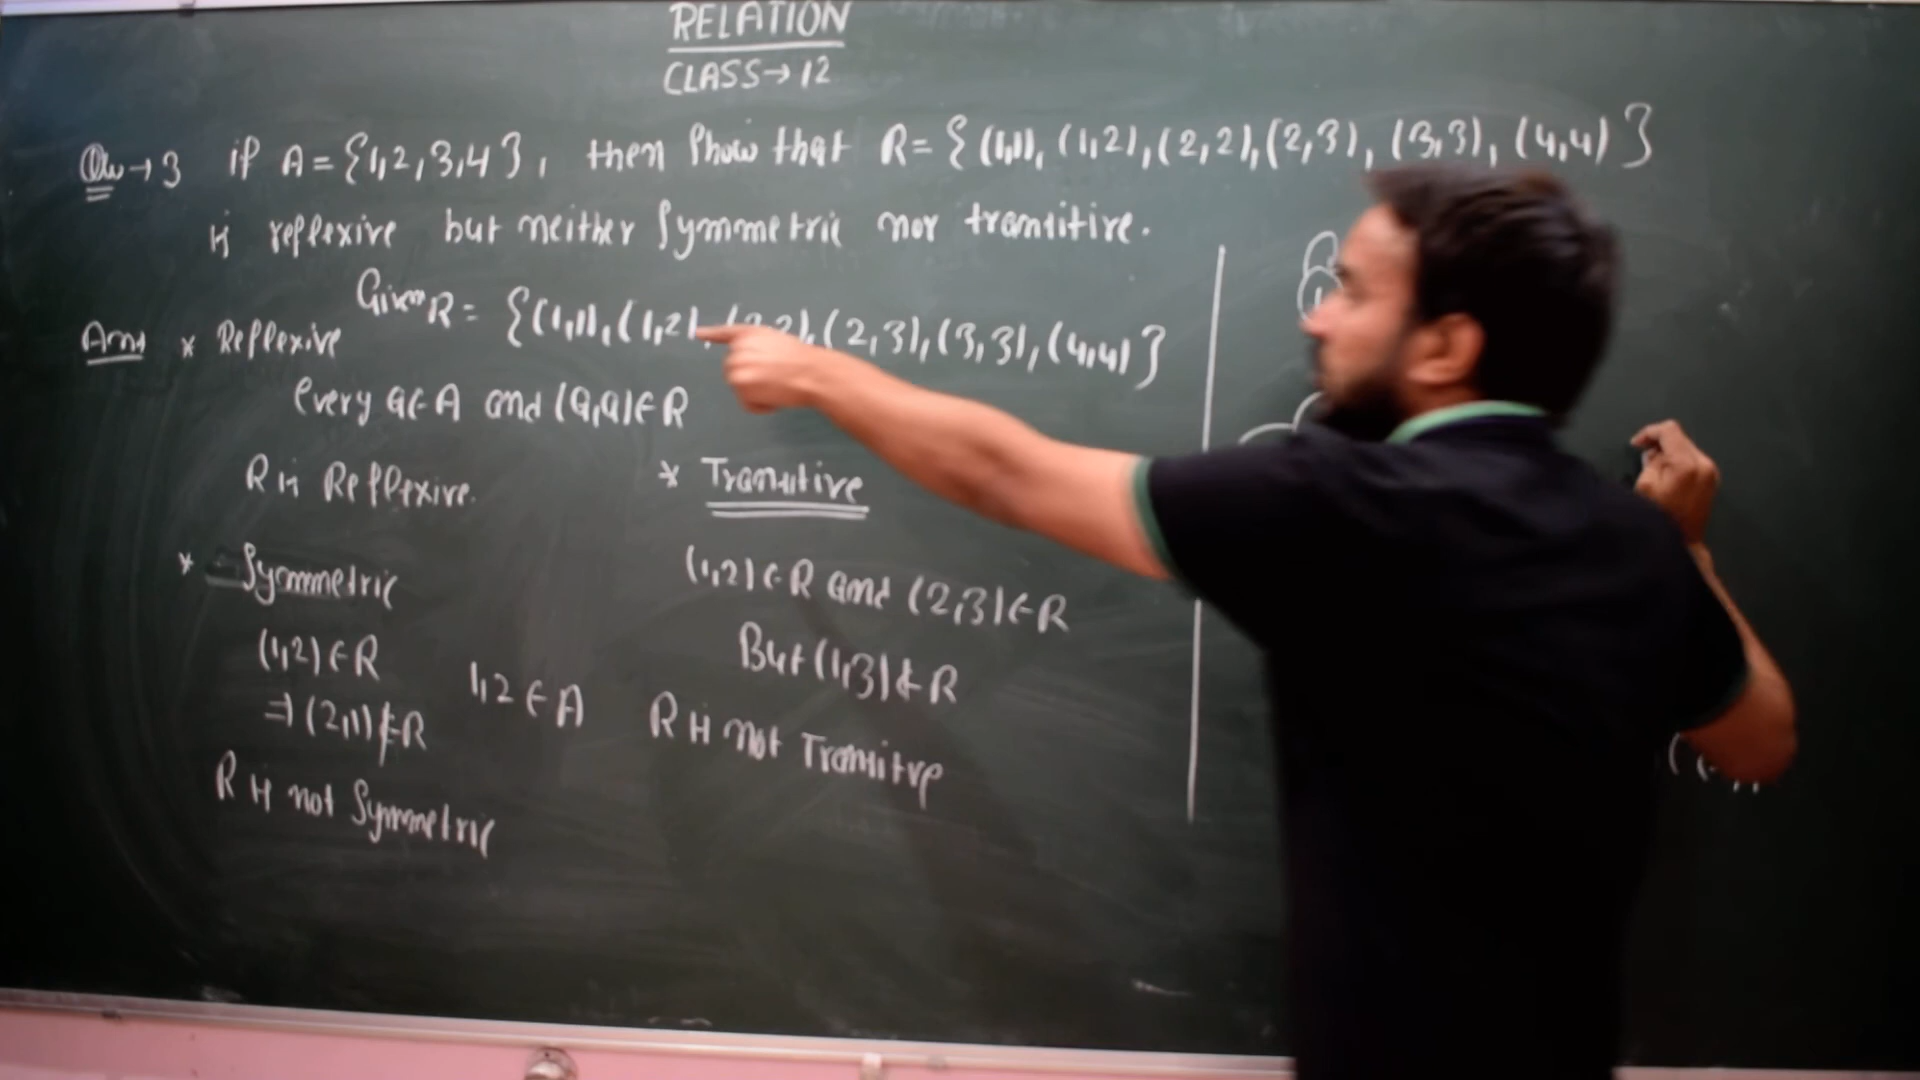 RELATION
CLASS→12
Qu→3 if A={1,2,3,4}, then Show that R={(1,1),(1,2),(2,2),(2,3),(3,3),(4,4)}
is reflexive but neither Symmetric nor transitive.
Given R={(1,1),(1,2),(2,2),(2,3),(3,3),(4,4)}
Ans * Reflexive
every a∈A and (a,a)∈R
R is Reflexive.
* Transitive
* Symmetric
(1,2)∈R and (2,3)∈R
But (1,3)∉R
(1,2)∈R
⇒(2,1)∉R
1,2∈A
R is not Transitive
R is not Symmetric